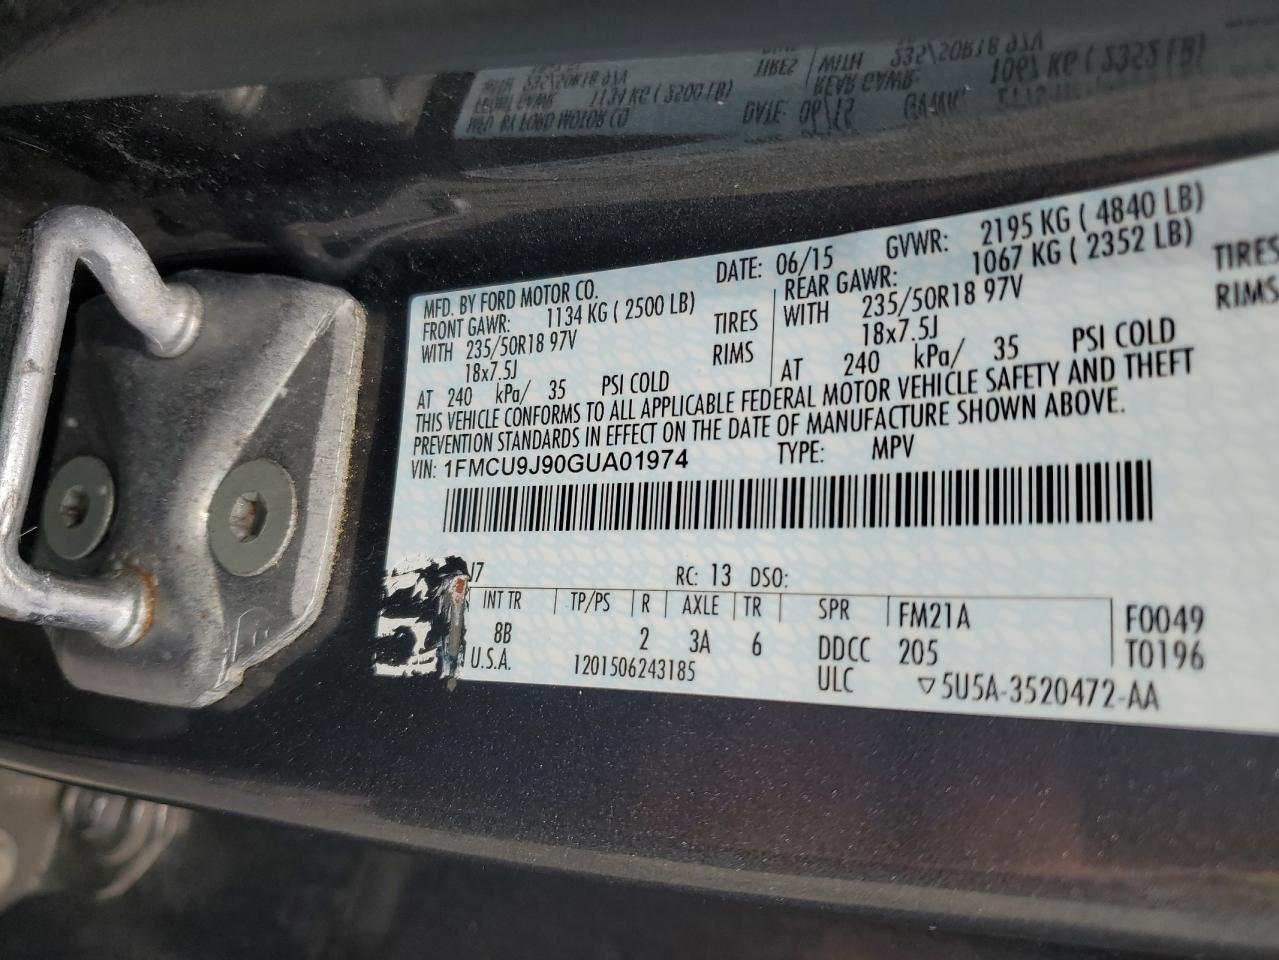 MFD. BY FORD MOTOR CO.
DATE: 06/15 GVWR: 2195 KG ( 4840 LB)
FRONT GAWR: 1134 KG ( 2500 LB)
REAR GAWR: 1067 KG ( 2352 LB)
WITH 235/50R18 97V TIRES
WITH 235/50R18 97V TIRES
18x7.5J RIMS
18x7.5J RIMS
AT 240 kPa/ 35 PSI COLD
AT 240 kPa/ 35 PSI COLD
THIS VEHICLE CONFORMS TO ALL APPLICABLE FEDERAL MOTOR VEHICLE SAFETY AND THEFT
PREVENTION STANDARDS IN EFFECT ON THE DATE OF MANUFACTURE SHOWN ABOVE.
VIN: 1FMCU9J90GUA01974 TYPE: MPV
RC: 13 DSO:
INT TR TP/PS R AXLE TR SPR FM21A F0049
8B 2 3A 6 DDCC 205 T0196
U.S.A. 1201506243185 ULC ▽5U5A-3520472-AA